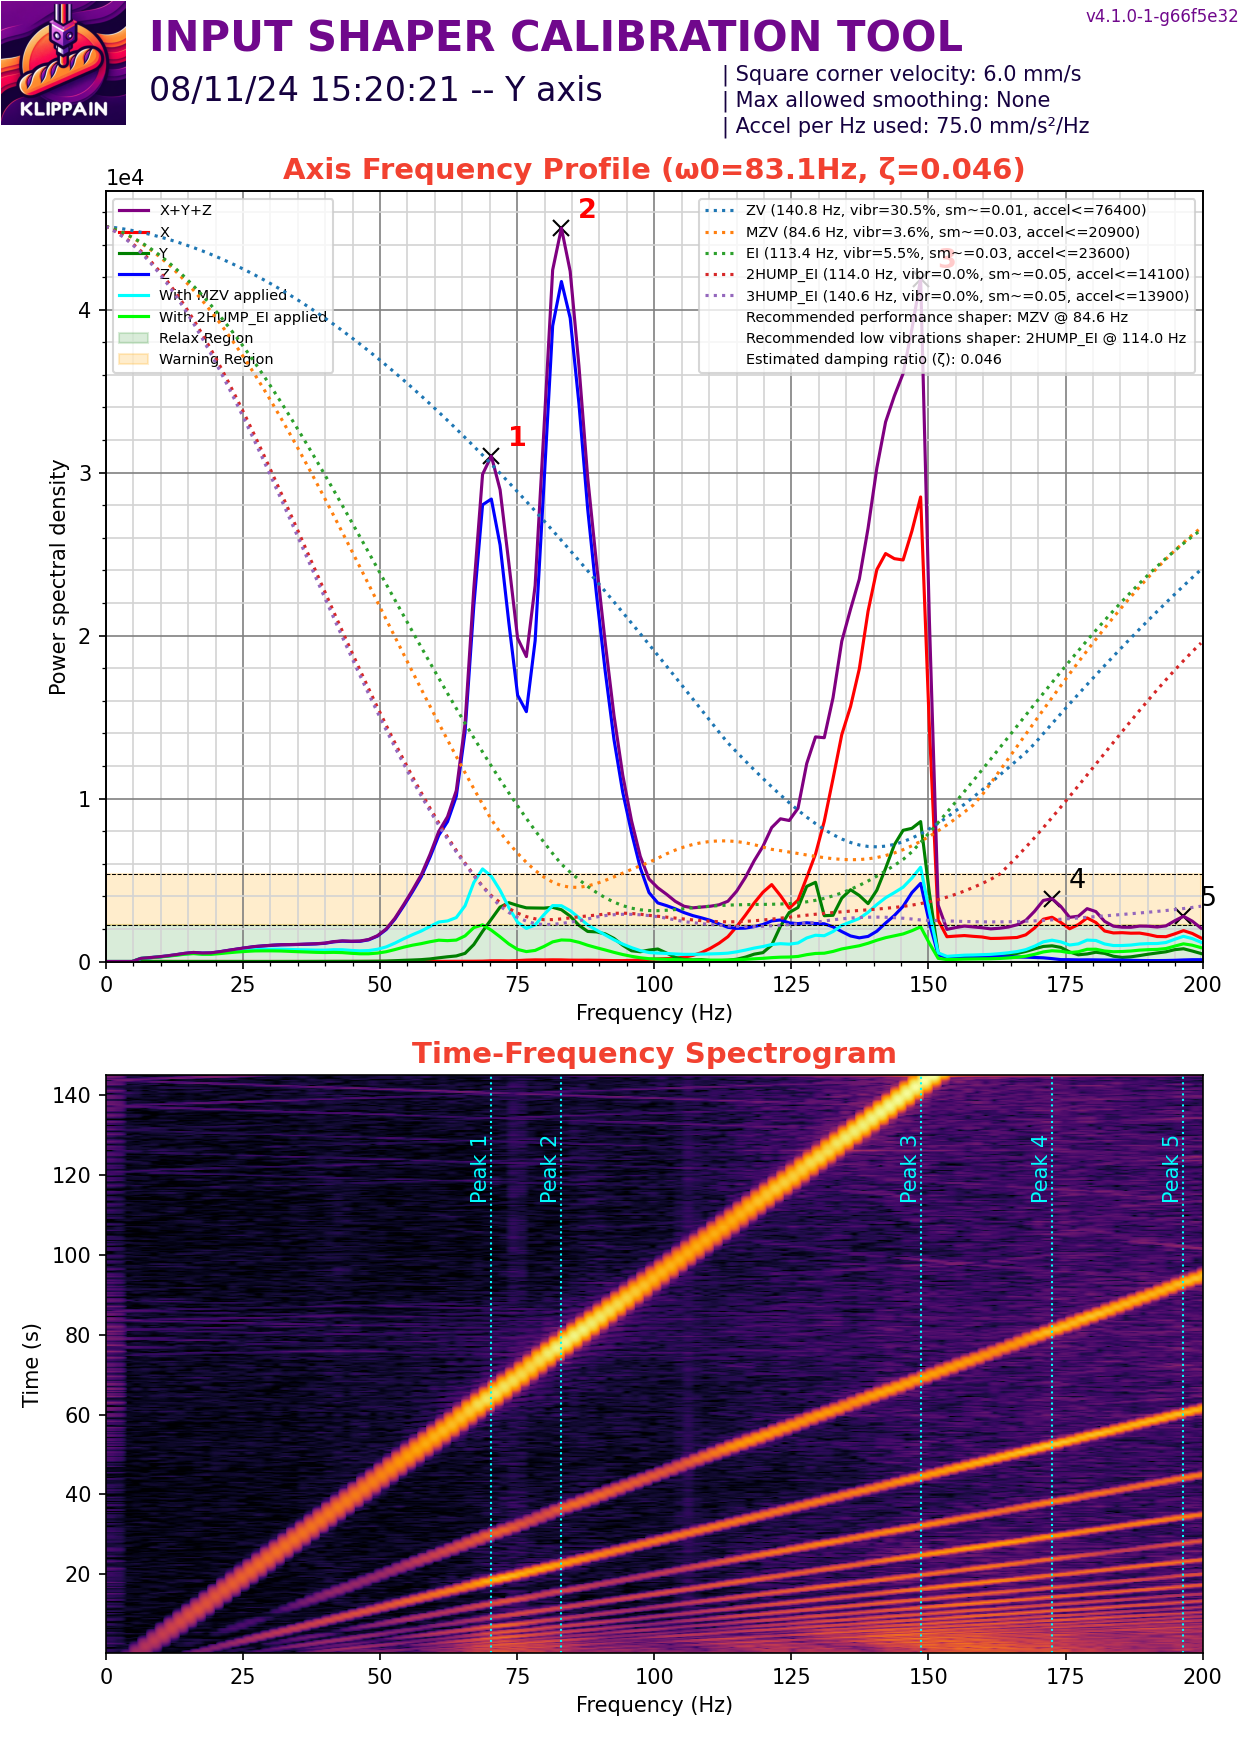 v4.1.0-1-g66f5e32
INPUT SHAPER CALIBRATION TOOL
KLIPPAIN
08/11/24 15:20:21 -- Y axis
| Square corner velocity: 6.0 mm/s
| Max allowed smoothing: None
| Accel per Hz used: 75.0 mm/s²/Hz
Axis Frequency Profile (ω0=83.1Hz, ζ=0.046)
1e4
X+Y+Z
X
Y
Z
With MZV applied
With 2HUMP_EI applied
Relax Region
Warning Region
ZV (140.8 Hz, vibr=30.5%, sm~=0.01, accel<=76400)
MZV (84.6 Hz, vibr=3.6%, sm~=0.03, accel<=20900)
EI (113.4 Hz, vibr=5.5%, sm~=0.03, accel<=23600)
2HUMP_EI (114.0 Hz, vibr=0.0%, sm~=0.05, accel<=14100)
3HUMP_EI (140.6 Hz, vibr=0.0%, sm~=0.05, accel<=13900)
Recommended performance shaper: MZV @ 84.6 Hz
Recommended low vibrations shaper: 2HUMP_EI @ 114.0 Hz
Estimated damping ratio (ζ): 0.046
1
2
3
4
5
Power spectral density
4
3
2
1
0
0 25 50 75 100 125 150 175 200
Frequency (Hz)
Time-Frequency Spectrogram
Time (s)
140
120
100
80
60
40
20
Peak 1
Peak 2
Peak 3
Peak 4
Peak 5
0 25 50 75 100 125 150 175 200
Frequency (Hz)